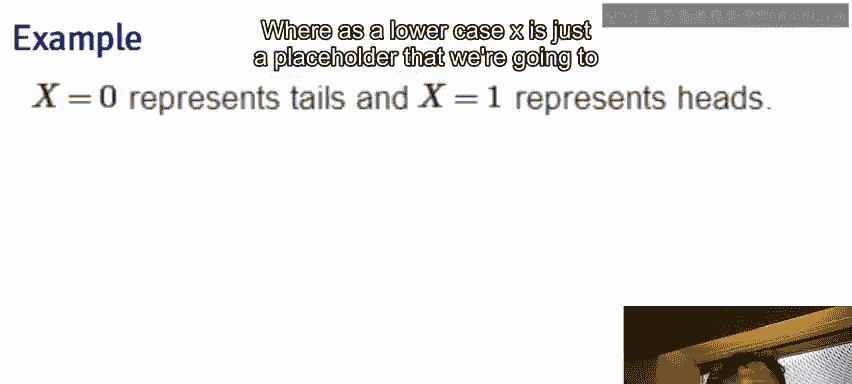 Example
Where as a lower case x is just
a placeholder that we're going to
X = 0 represents tails and X = 1 represents heads.